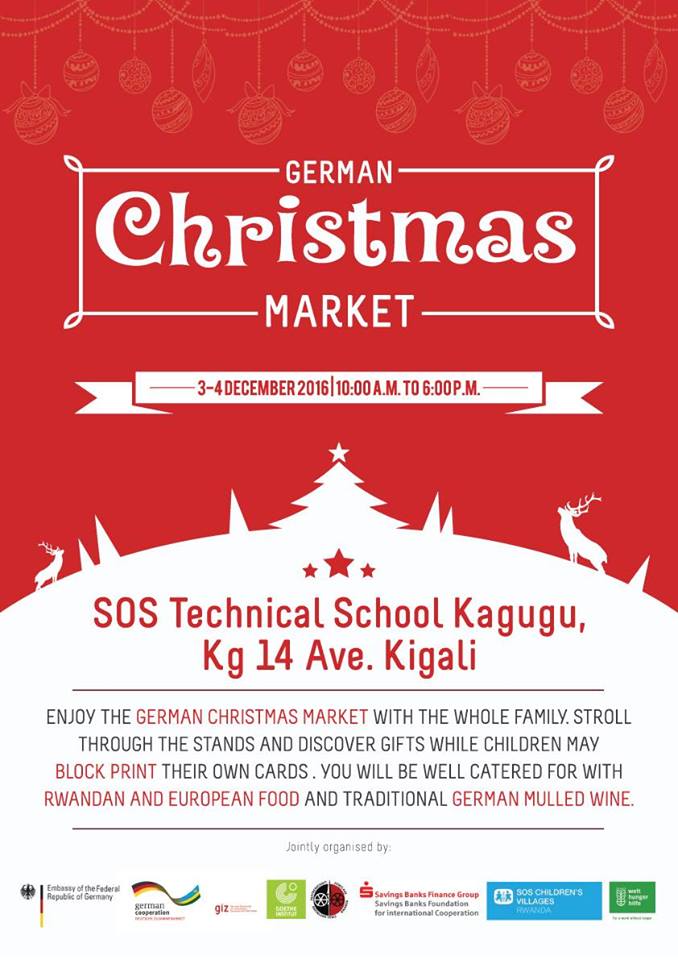 GERMAN
Christmas
MARKET
3-4 DECEMBER 2016|10:00 A.M. TO 6:00 P.M.
SOS Technical School Kagugu,
Kg 14 Ave. Kigali
ENJOY THE GERMAN CHRISTMAS MARKET WITH THE WHOLE FAMILY. STROLL
THROUGH THE STANDS AND DISCOVER GIFTS WHILE CHILDREN MAY
BLOCK PRINT THEIR OWN CARDS . YOU WILL BE WELL CATERED FOR WITH
RWANDAN AND EUROPEAN FOOD AND TRADITIONAL GERMAN MULLED WINE.
Jointly organised by:
Embassy of the Federal
Republic of Germany
german
cooperation
DEUTSCHE ZUSAMMENARBEIT
giz
GOETHE
INSTITUT
Savings Banks Finance Group
Savings Banks Foundation
for international Cooperation
SOS CHILDREN'S
VILLAGES
RWANDA
welt
hunger
hilfe